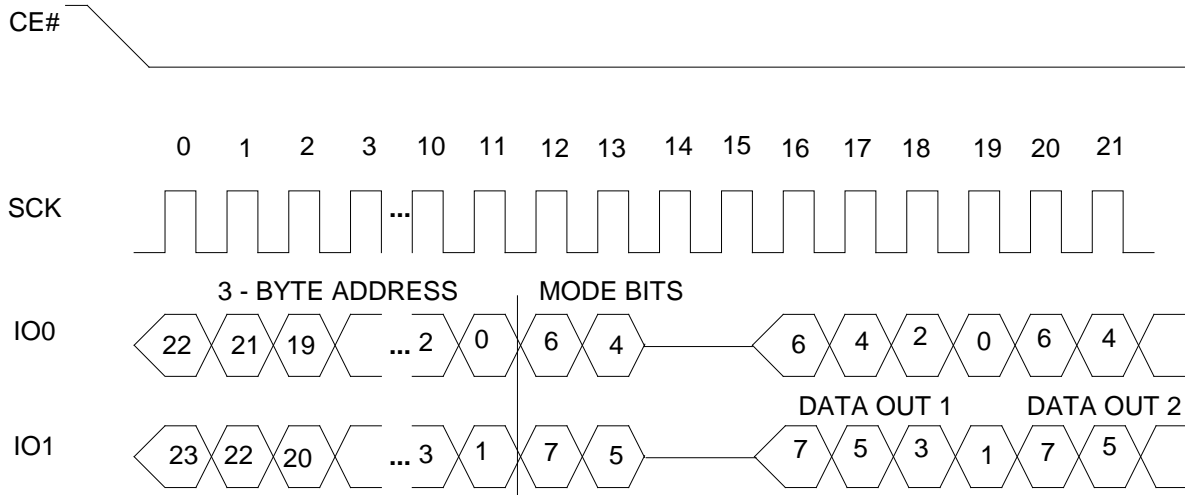 CE#
0 1 2 3 10 11 12 13 14 15 16 17 18 19 20 21
SCK ...
3 - BYTE ADDRESS MODE BITS
IO0 22 21 19 ... 2 0 6 4 6 4 2 0 6 4
DATA OUT 1 DATA OUT 2
IO1 23 22 20 ... 3 1 7 5 7 5 3 1 7 5